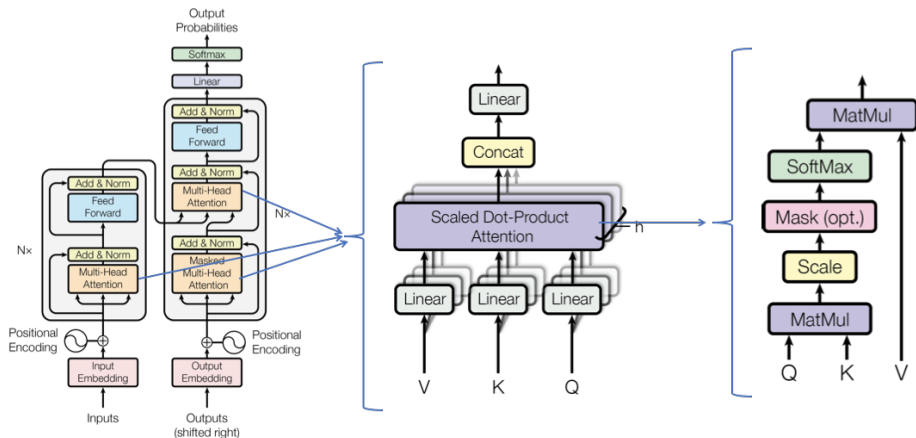 Output
Probabilities
Softmax
Linear
Add & Norm
Feed
Forward
Add & Norm
Multi-Head
Attention
Nx
Add & Norm
Masked
Multi-Head
Attention
Positional
Encoding
Output
Embedding
Outputs
(shifted right)
Add & Norm
Feed
Forward
Nx
Add & Norm
Multi-Head
Attention
Positional
Encoding
Input
Embedding
Inputs
Linear
Concat
Scaled Dot-Product
Attention
h
Linear
Linear
Linear
V
K
Q
MatMul
SoftMax
Mask (opt.)
Scale
MatMul
Q
K
V